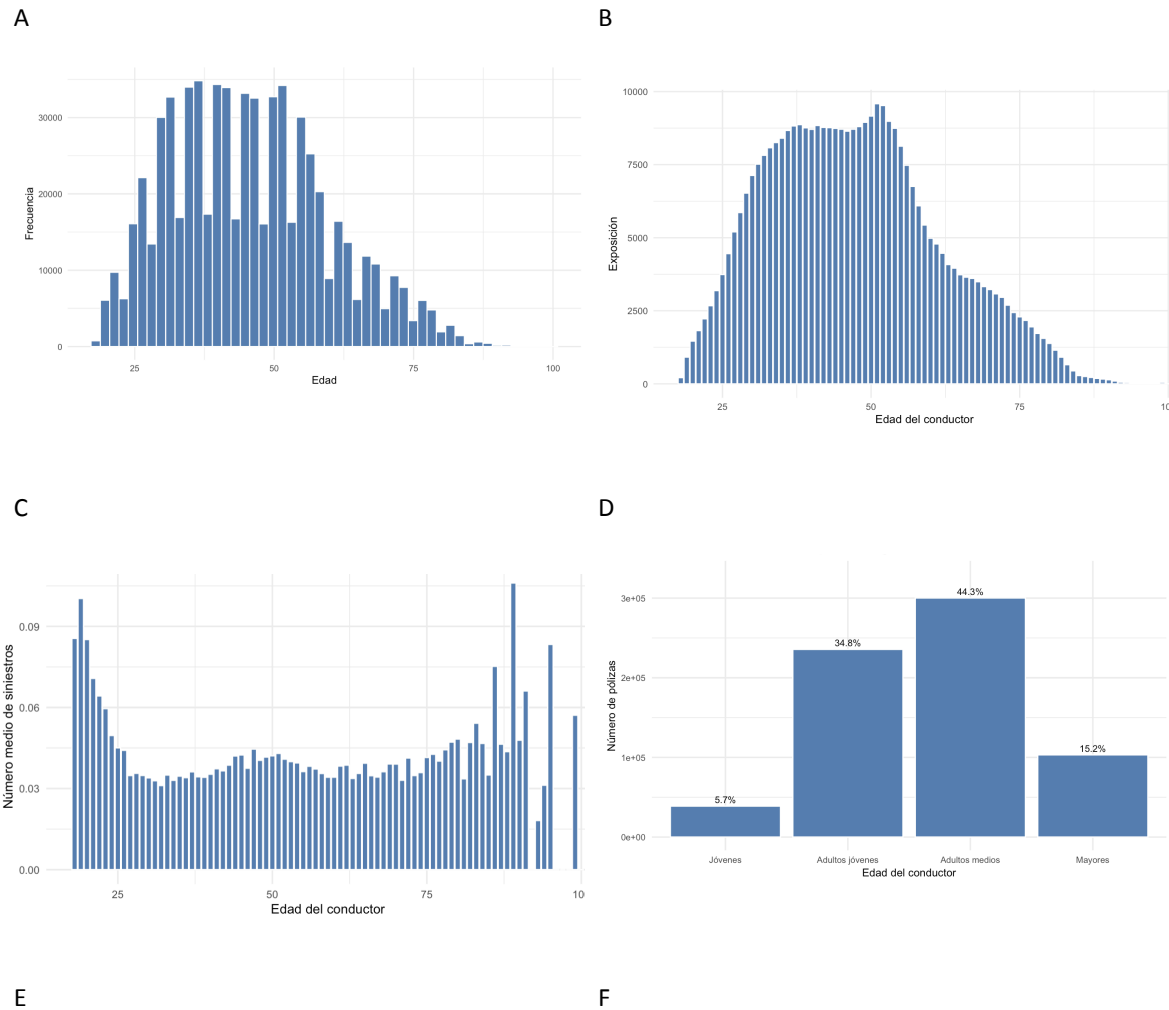 A
B
Frecuencia
30000
20000
10000
0
25
50
75
100
Edad
Exposición
10000
7500
5000
2500
0
25
50
75
10
Edad del conductor
C
D
Número medio de siniestros
0.09
0.06
0.03
0.00
25
50
75
10
Edad del conductor
Número de pólizas
3e+05
2e+05
1e+05
0e+00
5.7%
34.8%
44.3%
15.2%
Jóvenes
Adultos jóvenes
Adultos medios
Mayores
Edad del conductor
E
F